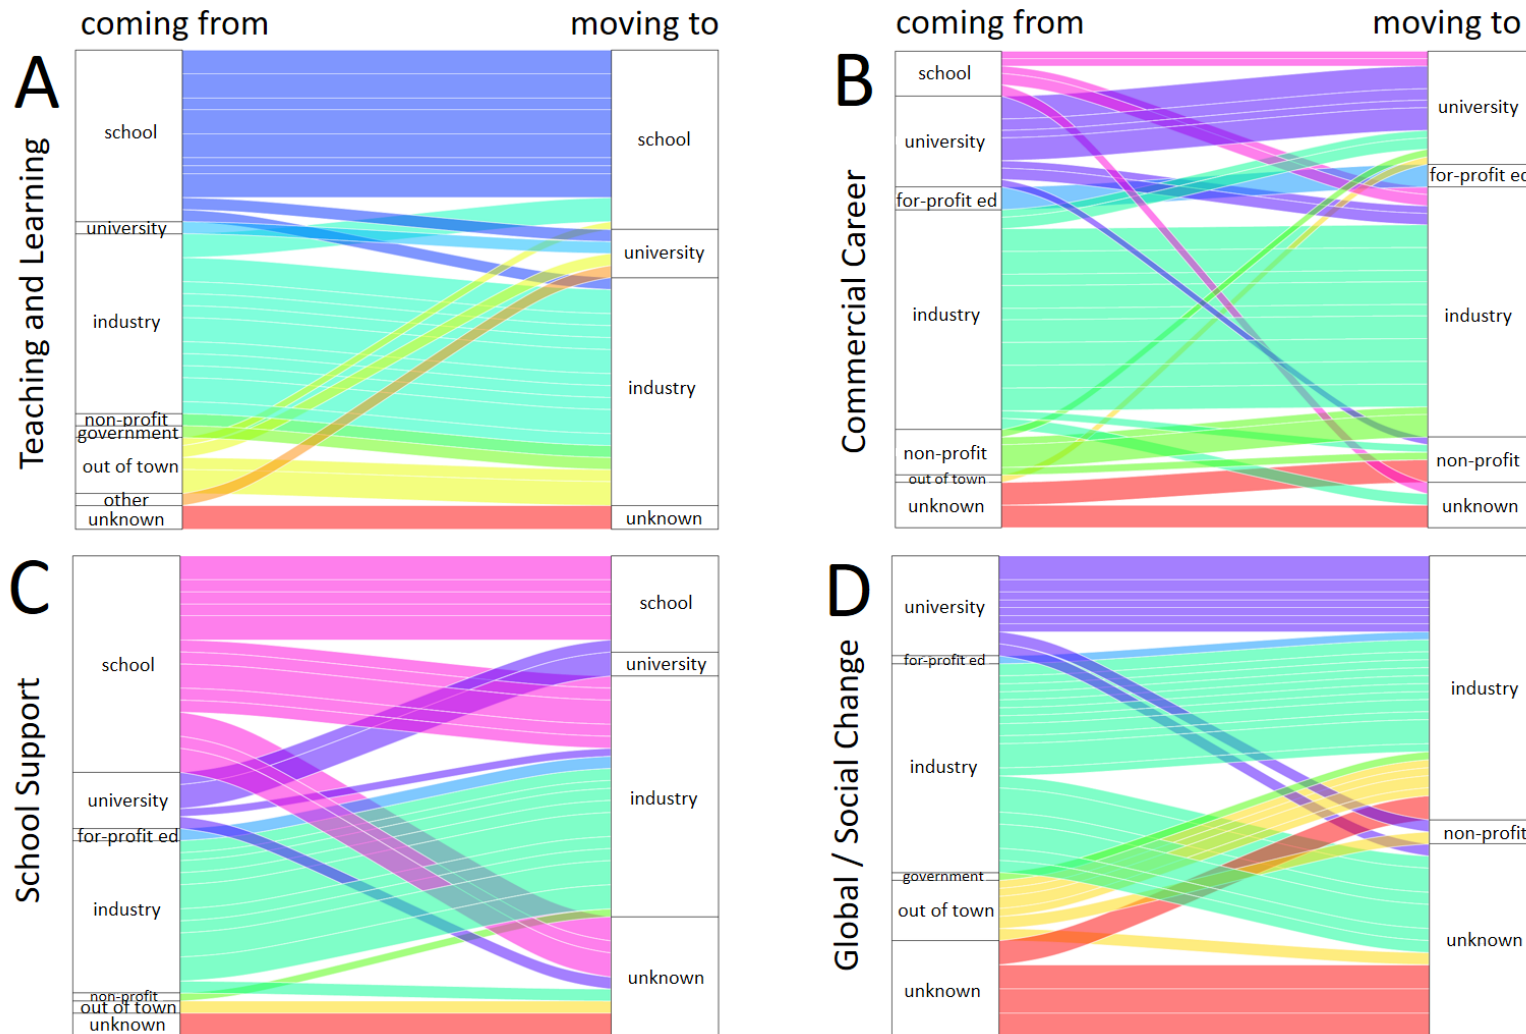 coming from
moving to
A
Teaching and Learning
school
university
industry
non-profit
government
out of town
other
unknown
school
university
industry
unknown
coming from
moving to
B
Commercial Career
school
university
for-profit ed
industry
non-profit
out of town
unknown
university
for-profit ed
industry
non-profit
unknown
C
School Support
school
university
for-profit ed
industry
non-profit
out of town
unknown
school
university
industry
unknown
D
Global / Social Change
university
for-profit ed
industry
government
out of town
unknown
industry
non-profit
unknown